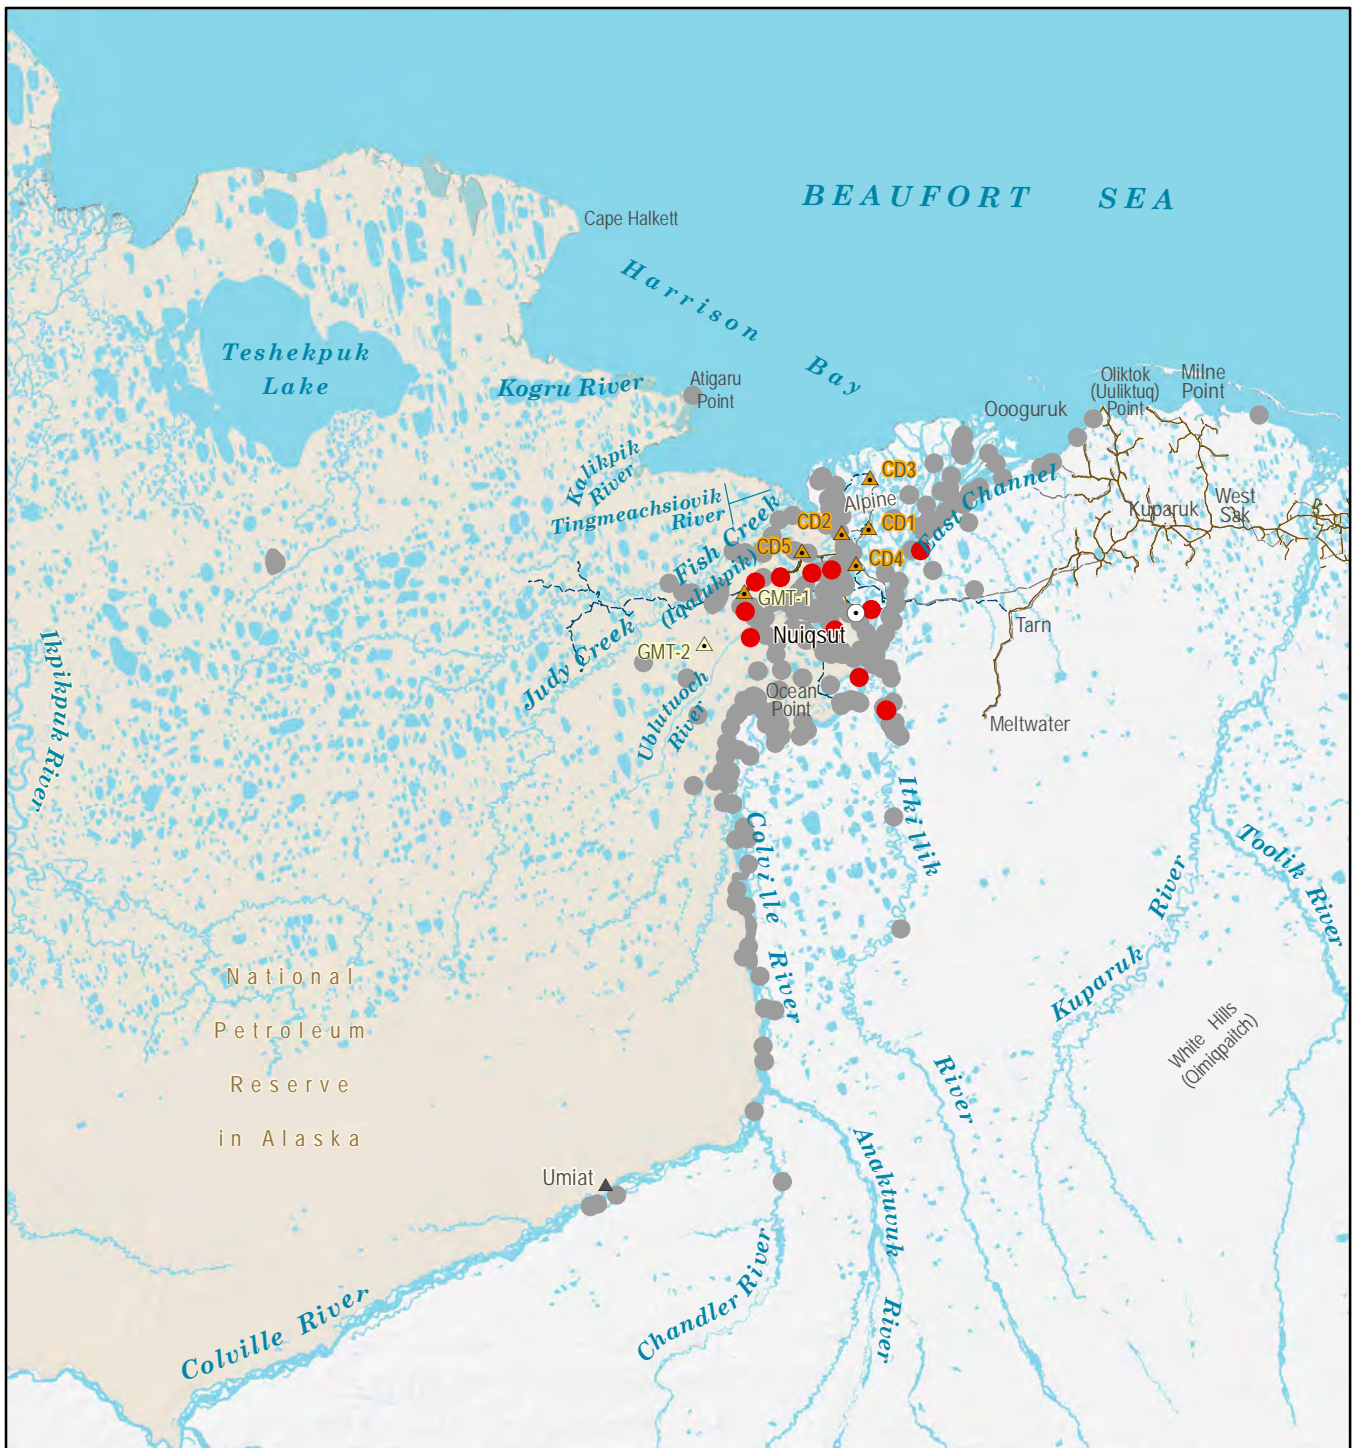 BEAUFORT SEA
Cape Halkett
Harrison
Bay
Teshekpuk
Lake
Kogru River
Atigaru
Point
Oliktok
(Uuliktuq)
Point
Milne
Point
Oooguruk
Kalikpik
River
Tingmeachsiovik
River
Fish Creek
(Iqalukpik)
CD3
Alpine
CD2
CD1
CD5
CD4
East Channel
Kuparuk
West
Sak
GMT-1
Nuiqsut
GMT-2
Judy Creek
Tarn
Ocean
Point
Meltwater
Ublutuoch
River
Ikpikpuk River
Colville River
Itkillik
River
Kuparuk River
Toolik River
White Hills
(Qimiqpaitch)
National
Petroleum
Reserve
in Alaska
Umiat
Anaktuvuk
River
Chandler River
Colville River